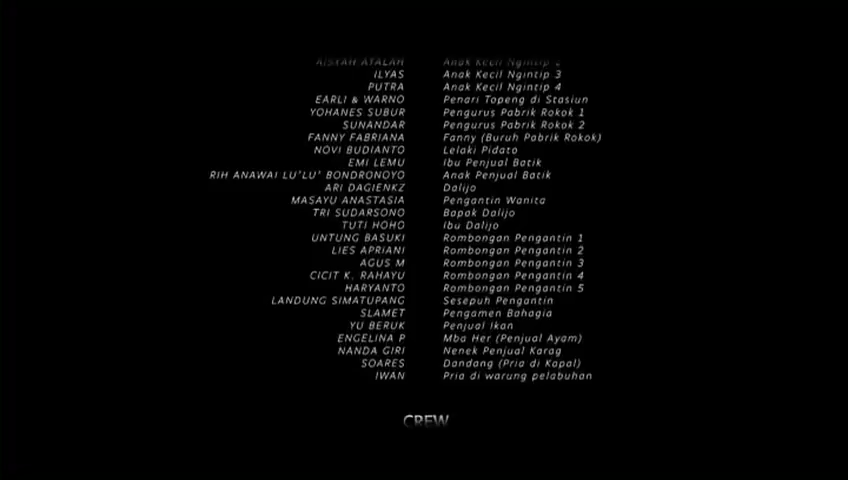 AISYAH AYALAH Anak Kecil Ngintip 2
ILYAS Anak Kecil Ngintip 3
PUTRA Anak Kecil Ngintip 4
EARLI & WARNO Penari Topeng di Stasiun
YOHANES SUBUR Pengurus Pabrik Rokok 1
SUNANDAR Pengurus Pabrik Rokok 2
FANNY FABRIANA Fanny (Buruh Pabrik Rokok)
NOVI BUDIANTO Lelaki Pidato
EMI LEMU Ibu Penjual Batik
RIH ANAWAI LU'LU' BONDRONOYO Anak Penjual Batik
ARI DAGIENKZ Dalijo
MASAYU ANASTASIA Pengantin Wanita
TRI SUDARSONO Bapak Dalijo
TUTI HOHO Ibu Dalijo
UNTUNG BASUKI Rombongan Pengantin 1
LIES APRIANI Rombongan Pengantin 2
AGUS M Rombongan Pengantin 3
CICIT K. RAHAYU Rombongan Pengantin 4
HARYANTO Rombongan Pengantin 5
LANDUNG SIMATUPANG Sesepuh Pengantin
SLAMET Pengamen Bahagia
YU BERUK Penjual Ikan
ENGELINA P Mba Her (Penjual Ayam)
NANDA GIRI Nenek Penjual Karag
SOARES Dandang (Pria di Kapal)
IWAN Pria di warung pelabuhan
CREW